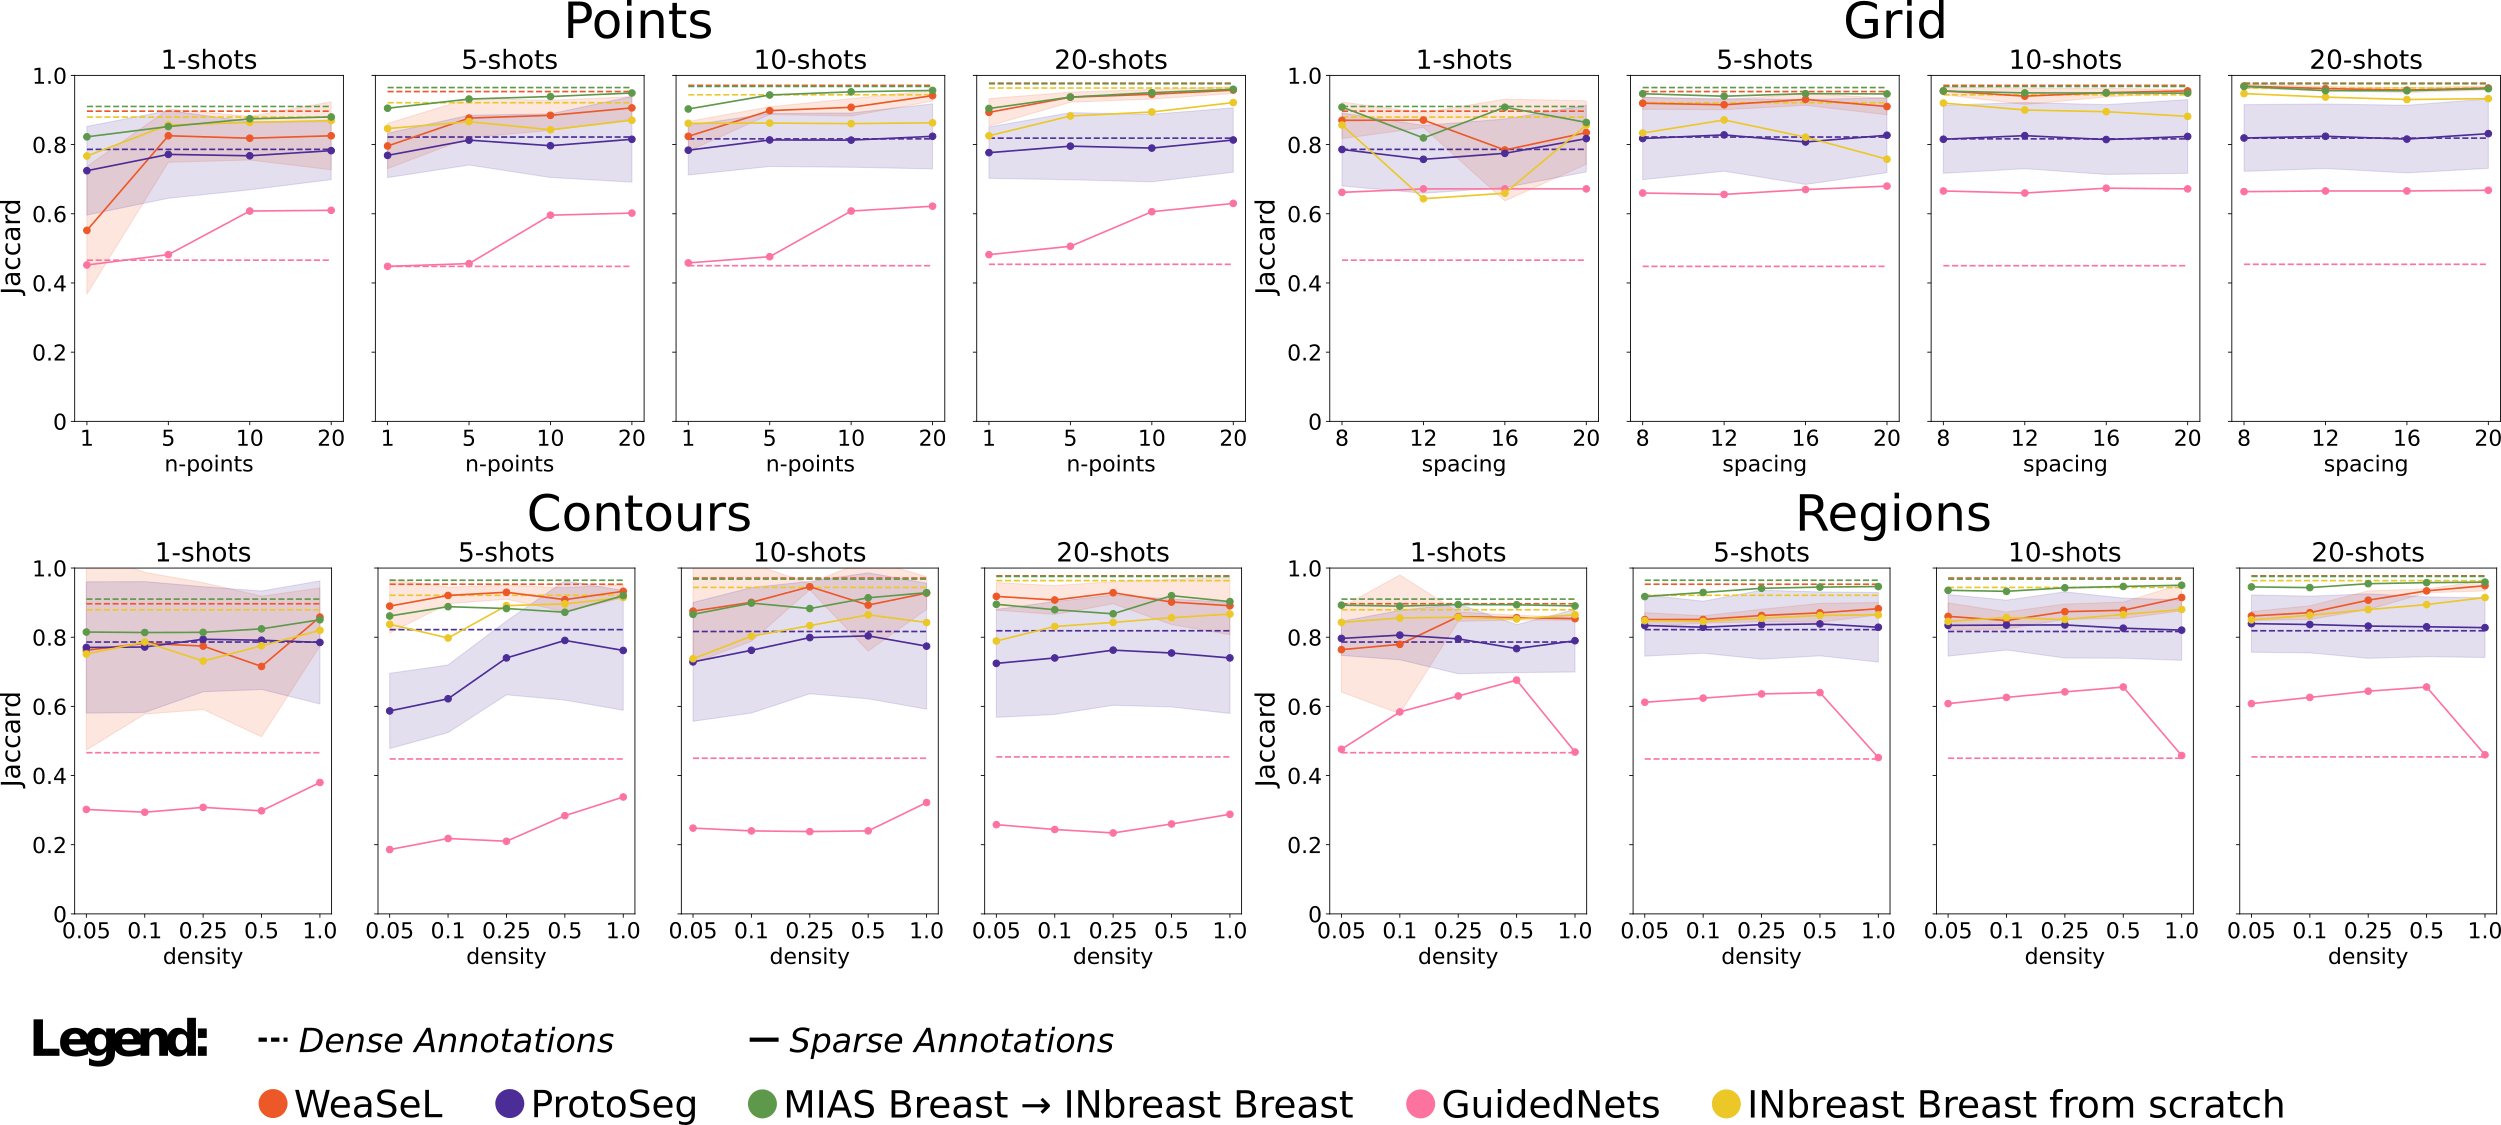 Points
Grid
1-shots 5-shots 10-shots 20-shots 1-shots 5-shots 10-shots 20-shots
1.0 1.0
0.8 0.8
0.6 0.6
Jaccard Jaccard
0.4 0.4
0.2 0.2
0 0
1 5 10 20 1 5 10 20 1 5 10 20 1 5 10 20 8 12 16 20 8 12 16 20 8 12 16 20 8 12 16 20
n-points n-points n-points n-points spacing spacing spacing spacing
Contours
Regions
1-shots 5-shots 10-shots 20-shots 1-shots 5-shots 10-shots 20-shots
1.0 1.0
0.8 0.8
0.6 0.6
Jaccard Jaccard
0.4 0.4
0.2 0.2
0 0
0.05 0.1 0.25 0.5 1.0 0.05 0.1 0.25 0.5 1.0 0.05 0.1 0.25 0.5 1.0 0.05 0.1 0.25 0.5 1.0 0.05 0.1 0.25 0.5 1.0 0.05 0.1 0.25 0.5 1.0 0.05 0.1 0.25 0.5 1.0 0.05 0.1 0.25 0.5 1.0
density density density density density density density density
Legend: Dense Annotations Sparse Annotations
WeaSeL ProtoSeg MIAS Breast → INbreast Breast GuidedNets INbreast Breast from scratch